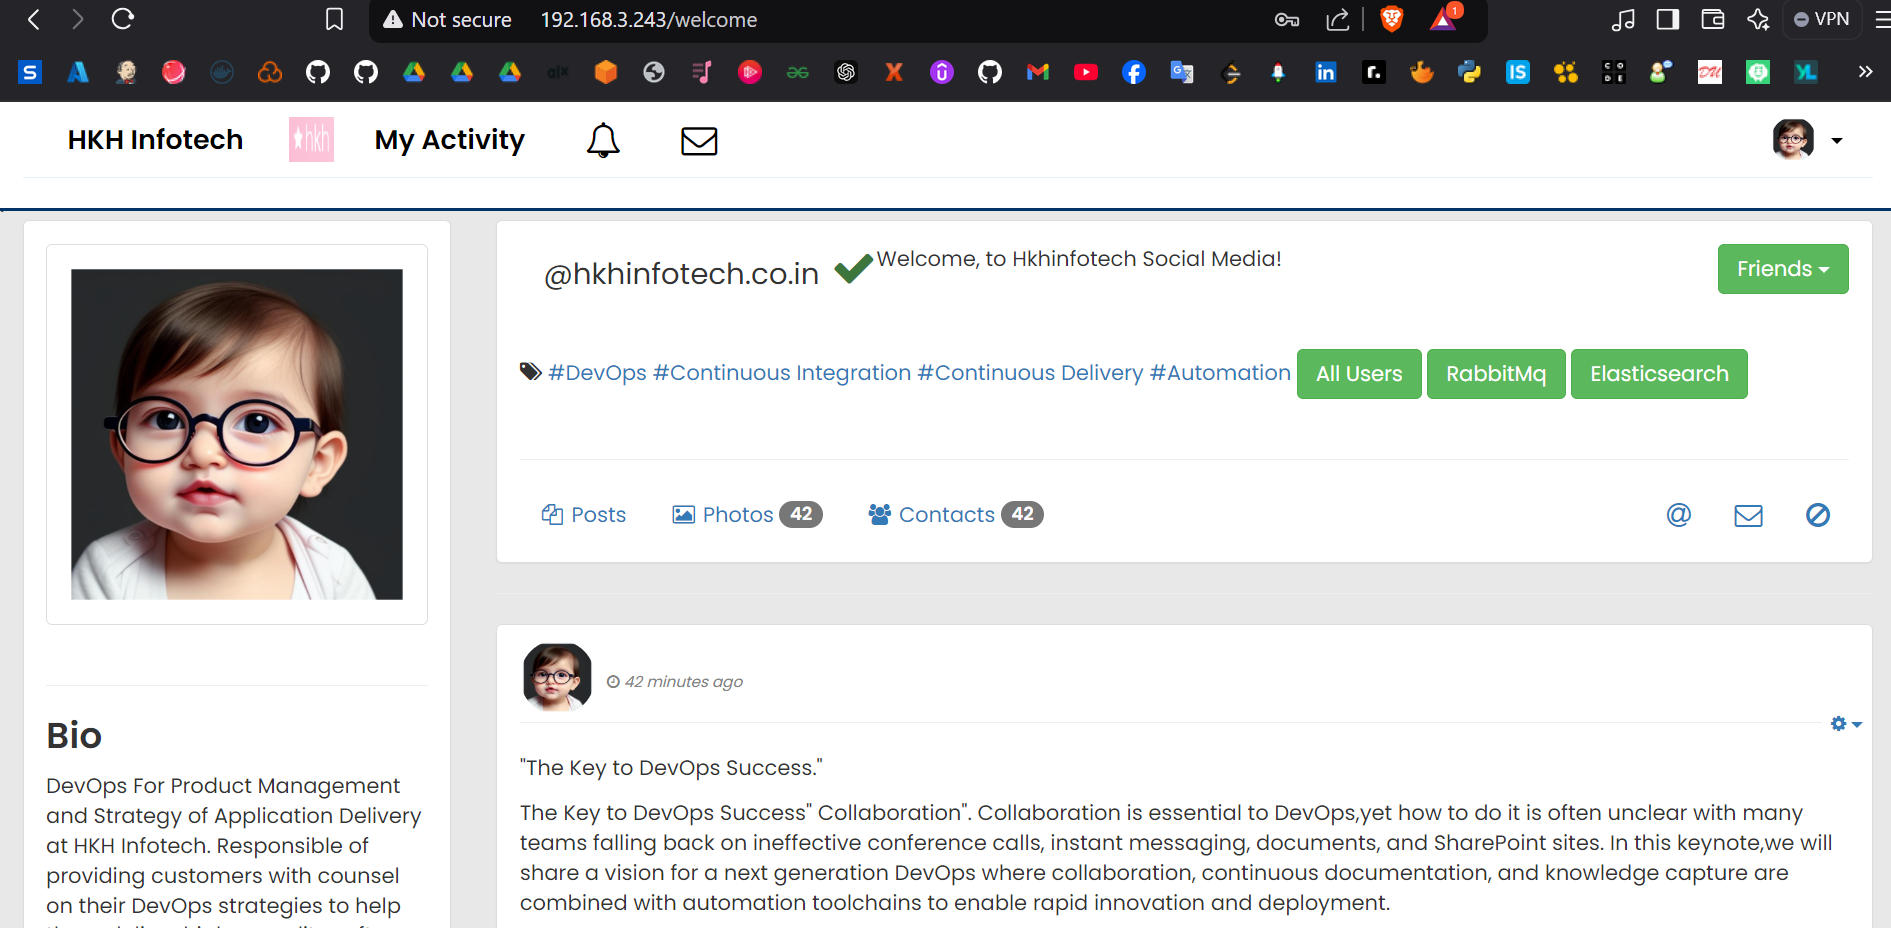 Not secure 192.168.3.243/welcome 1 VPN
HKH Infotech hkh My Activity
@hkhinfotech.co.in Welcome, to Hkhinfotech Social Media! Friends
#DevOps #Continuous Integration #Continuous Delivery #Automation All Users RabbitMq Elasticsearch
Posts Photos 42 Contacts 42 @
42 minutes ago
Bio
DevOps For Product Management
and Strategy of Application Delivery
at HKH Infotech. Responsible of
providing customers with counsel
on their DevOps strategies to help
"The Key to DevOps Success."
The Key to DevOps Success" Collaboration". Collaboration is essential to DevOps,yet how to do it is often unclear with many
teams falling back on ineffective conference calls, instant messaging, documents, and SharePoint sites. In this keynote,we will
share a vision for a next generation DevOps where collaboration, continuous documentation, and knowledge capture are
combined with automation toolchains to enable rapid innovation and deployment.